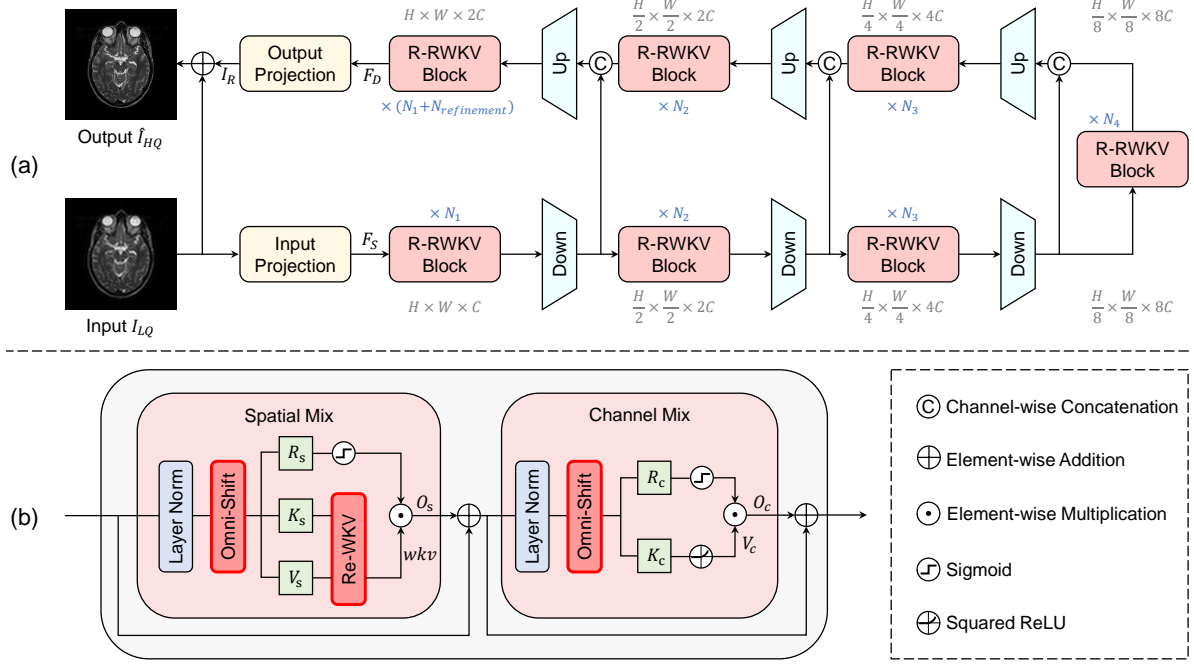 (a)
H × W × 2C
H/2 × W/2 × 2C
H/4 × W/4 × 4C
H/8 × W/8 × 8C
Output Projection
R-RWKV Block
Up
C
R-RWKV Block
Up
C
R-RWKV Block
Up
C
I_R
F_D
× (N_1+N_refinement)
× N_2
× N_3
× N_4
Output Î_HQ
R-RWKV Block
× N_1
× N_2
× N_3
Input Projection
F_S
R-RWKV Block
Down
R-RWKV Block
Down
R-RWKV Block
Down
H × W × C
H/2 × W/2 × 2C
H/4 × W/4 × 4C
H/8 × W/8 × 8C
Input I_LQ
(b)
Spatial Mix
Layer Norm
Omni-Shift
R_s
K_s
V_s
Re-WKV
O_s
wkv
Channel Mix
Layer Norm
Omni-Shift
R_c
K_c
O_c
V_c
C Channel-wise Concatenation
Element-wise Addition
Element-wise Multiplication
Sigmoid
Squared ReLU